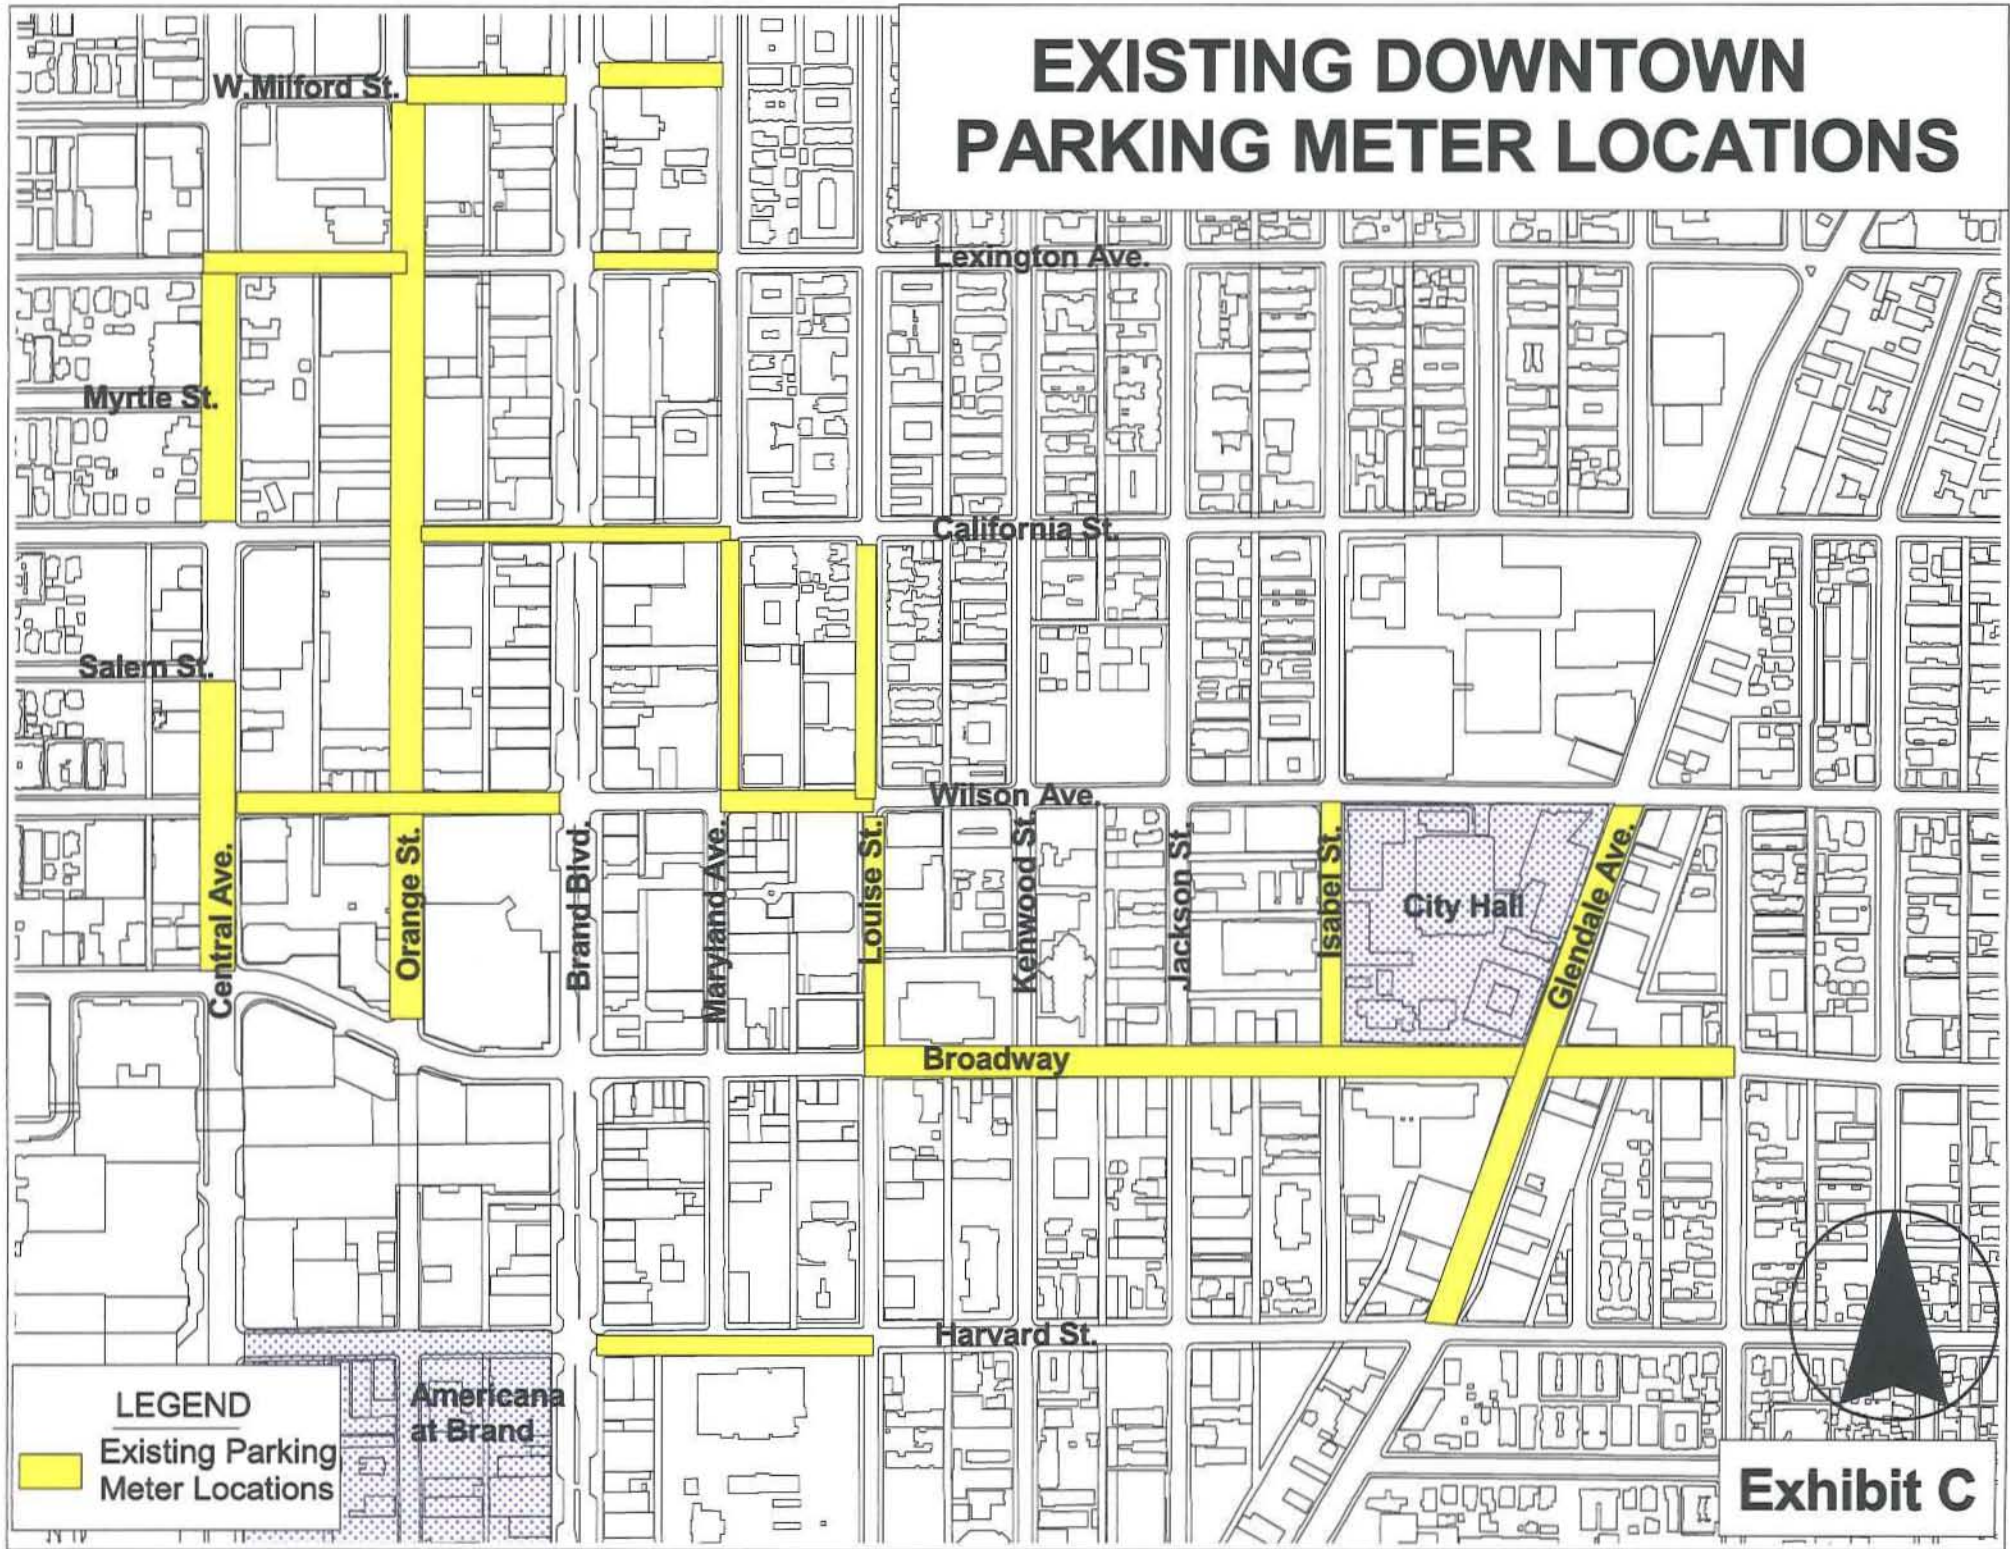 EXISTING DOWNTOWN
PARKING METER LOCATIONS
W.Milford St.
Lexington Ave.
Myrtle St.
California St.
Salem St.
Wilson Ave.
Central Ave.
Orange St.
Brand Blvd.
Maryland Ave.
Louise St.
Kenwood St.
Jackson St.
Isabel St.
City Hall
Glendale Ave.
Broadway
Harvard St.
Americana
at Brand
LEGEND
Existing Parking
Meter Locations
Exhibit C